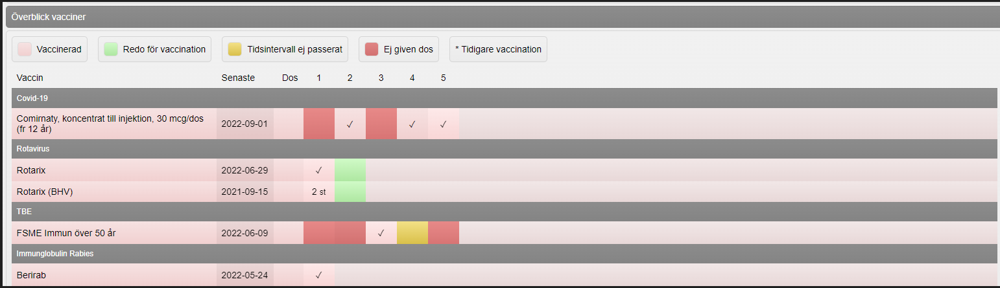 Överblick vacciner
Vaccinerad Redo för vaccination Tidsintervall ej passerat Ej given dos * Tidigare vaccination
Vaccin Senaste Dos 1 2 3 4 5
Covid-19
Comirnaty, koncentrat till injektion, 30 mcg/dos
(fr 12 år) 2022-09-01 ✓ ✓ ✓
Rotavirus
Rotarix 2022-06-29 ✓
Rotarix (BHV) 2021-09-15 2 st
TBE
FSME Immun över 50 år 2022-06-09 ✓
Immunglobulin Rabies
Berirab 2022-05-24 ✓